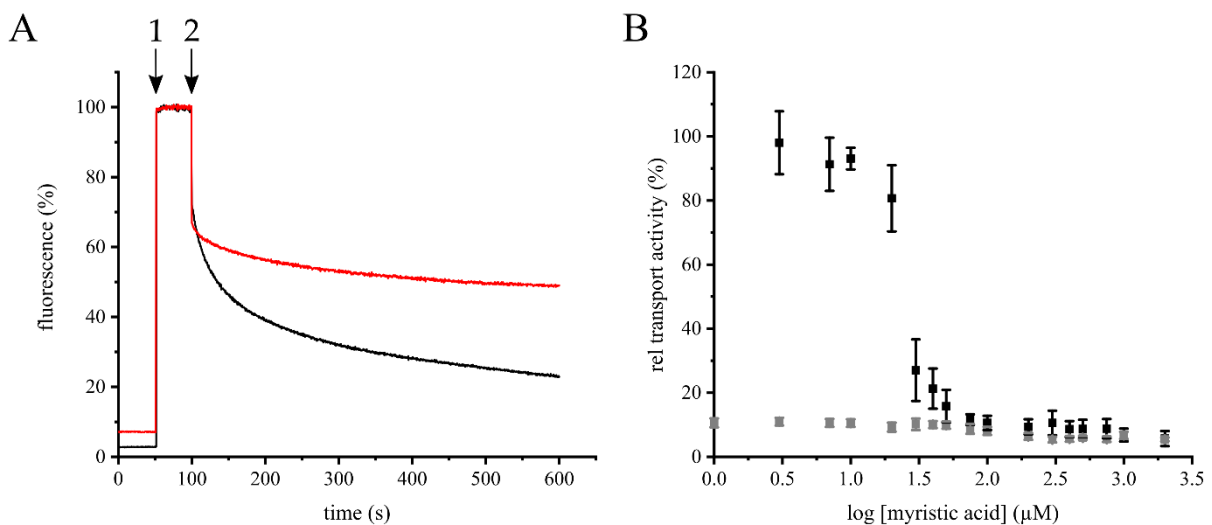 A
1 2
fluorescence (%)
100
80
60
40
20
0
0 100 200 300 400 500 600
time (s)
B
rel transport activity (%)
120
100
80
60
40
20
0
0.0 0.5 1.0 1.5 2.0 2.5 3.0 3.5
log [myristic acid] (µM)